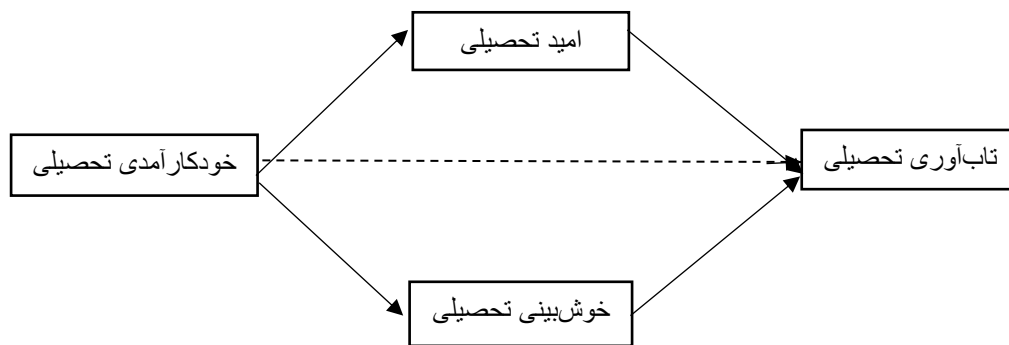 امید تحصیلی
خودکارآمدی تحصیلی
تاب‌آوری تحصیلی
خوش‌بینی تحصیلی